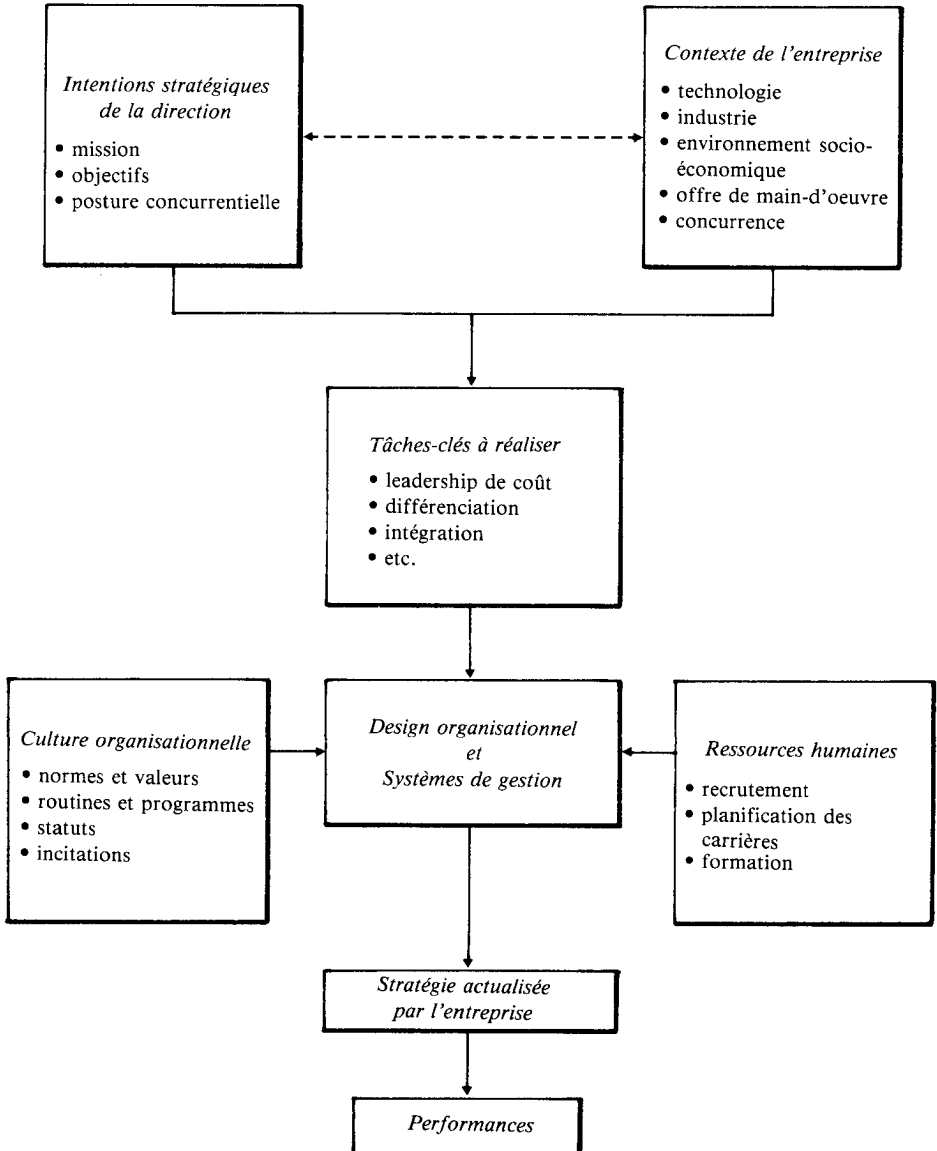 Intentions stratégiques
de la direction
• mission
• objectifs
• posture concurrentielle
Contexte de l'entreprise
• technologie
• industrie
• environnement socio-
économique
• offre de main-d'oeuvre
• concurrence
Tâches-clés à réaliser
• leadership de coût
• différenciation
• intégration
• etc.
Culture organisationnelle
• normes et valeurs
• routines et programmes
• statuts
• incitations
Design organisationnel
et
Systèmes de gestion
Ressources humaines
• recrutement
• planification des
carrières
• formation
Stratégie actualisée
par l'entreprise
Performances